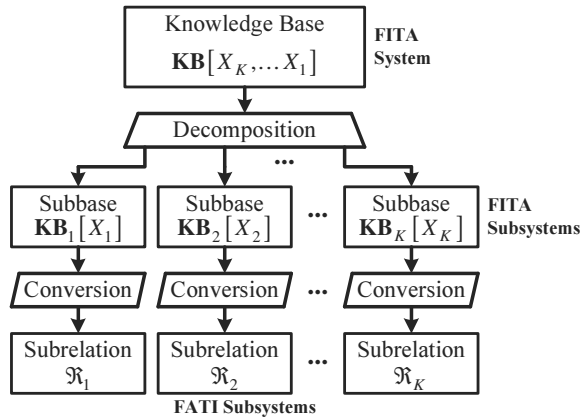 Knowledge Base
KB[X_K,...X_1]
FITA
System
Decomposition
...
Subbase
KB_1[X_1]
Subbase
KB_2[X_2]
...
Subbase
KB_K[X_K]
FITA
Subsystems
Conversion
Conversion
...
Conversion
Subrelation
ℜ_1
Subrelation
ℜ_2
...
Subrelation
ℜ_K
FATI Subsystems